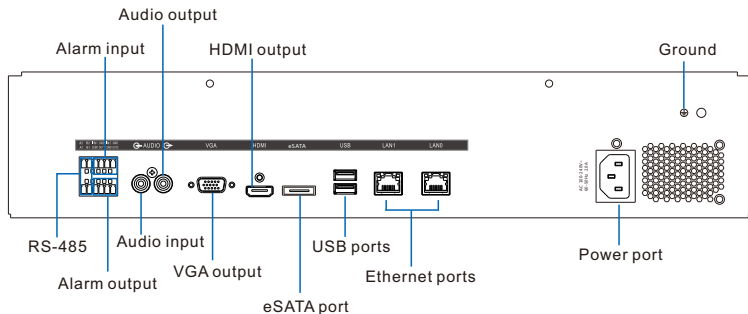 Audio output
Alarm input
HDMI output
Ground
AUDIO
VGA
HDMI
eSATA
USB
LAN1
LAN0
RS-485
Audio input
USB ports
Power port
VGA output
Ethernet ports
Alarm output
eSATA port